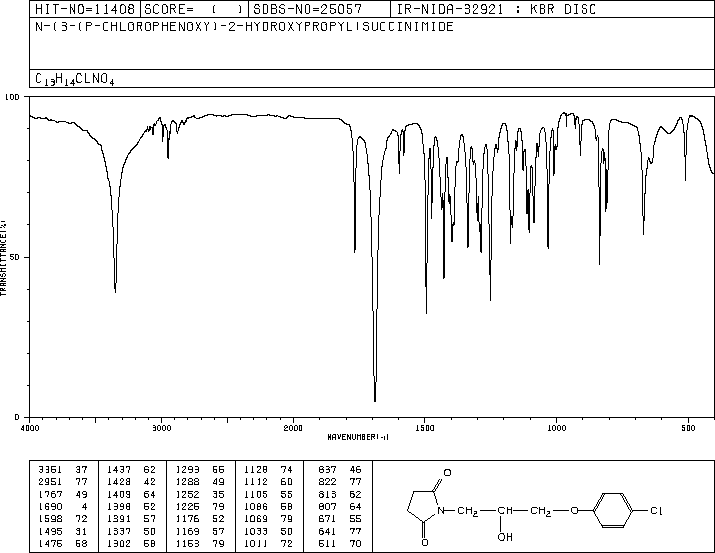 HIT-NO=11408 SCORE= ( ) SDBS-NO=25057 IR-NIDA-32921 : KBR DISC
N-(3-(P-CHLOROPHENOXY)-2-HYDROXYPROPYL)SUCCINIMIDE
C13H14CLNO4
100
50
0
TRANSMITTANCE(%)
4000 3000 2000 1500 1000 500
WAVENUMBER(-1)
3351 37 1437 62 1293 66 1128 74 837 46
2951 77 1428 42 1288 49 1112 60 822 77
1767 49 1409 64 1252 35 1105 55 813 62
1690 4 1398 52 1226 79 1086 58 807 64
1598 72 1391 57 1176 52 1069 79 671 55
1495 31 1337 50 1169 57 1033 50 641 77
1476 68 1302 68 1153 79 1011 72 511 70
O
N-CH2-CH-CH2-O Cl
O OH